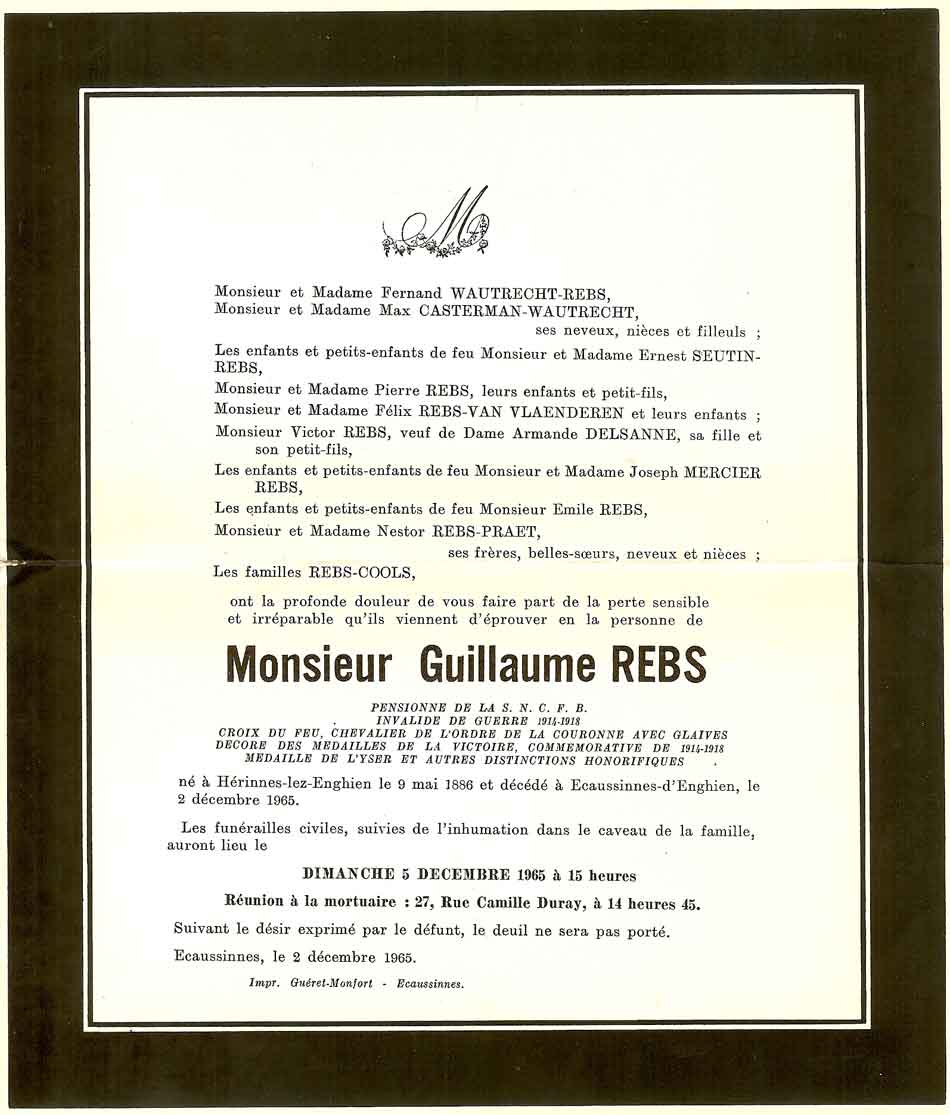 M
Monsieur et Madame Fernand WAUTRECHT-REBS,
Monsieur et Madame Max CASTERMAN-WAUTRECHT,
ses neveux, nièces et filleuls ;
Les enfants et petits-enfants de feu Monsieur et Madame Ernest SEUTIN-
REBS,
Monsieur et Madame Pierre REBS, leurs enfants et petit-fils,
Monsieur et Madame Félix REBS-VAN VLAENDEREN et leurs enfants ;
Monsieur Victor REBS, veuf de Dame Armande DELSANNE, sa fille et
son petit-fils,
Les enfants et petits-enfants de feu Monsieur et Madame Joseph MERCIER
REBS,
Les enfants et petits-enfants de feu Monsieur Emile REBS,
Monsieur et Madame Nestor REBS-PRAET,
ses frères, belles-sœurs, neveux et nièces ;
Les familles REBS-COOLS,
ont la profonde douleur de vous faire part de la perte sensible
et irréparable qu'ils viennent d'éprouver en la personne de
Monsieur Guillaume REBS
PENSIONNE DE LA S. N. C. F. B.
INVALIDE DE GUERRE 1914-1918
CROIX DU FEU, CHEVALIER DE L'ORDRE DE LA COURONNE AVEC GLAIVES
DECORE DES MEDAILLES DE LA VICTOIRE, COMMEMORATIVE DE 1914-1918
MEDAILLE DE L'YSER ET AUTRES DISTINCTIONS HONORIFIQUES
né à Hérinnes-lez-Enghien le 9 mai 1886 et décédé à Ecaussinnes-d'Enghien, le
2 décembre 1965.
Les funérailles civiles, suivies de l'inhumation dans le caveau de la famille,
auront lieu le
DIMANCHE 5 DECEMBRE 1965 à 15 heures
Réunion à la mortuaire : 27, Rue Camille Duray, à 14 heures 45.
Suivant le désir exprimé par le défunt, le deuil ne sera pas porté.
Ecaussinnes, le 2 décembre 1965.
Impr. Guéret-Monfort - Ecaussinnes.